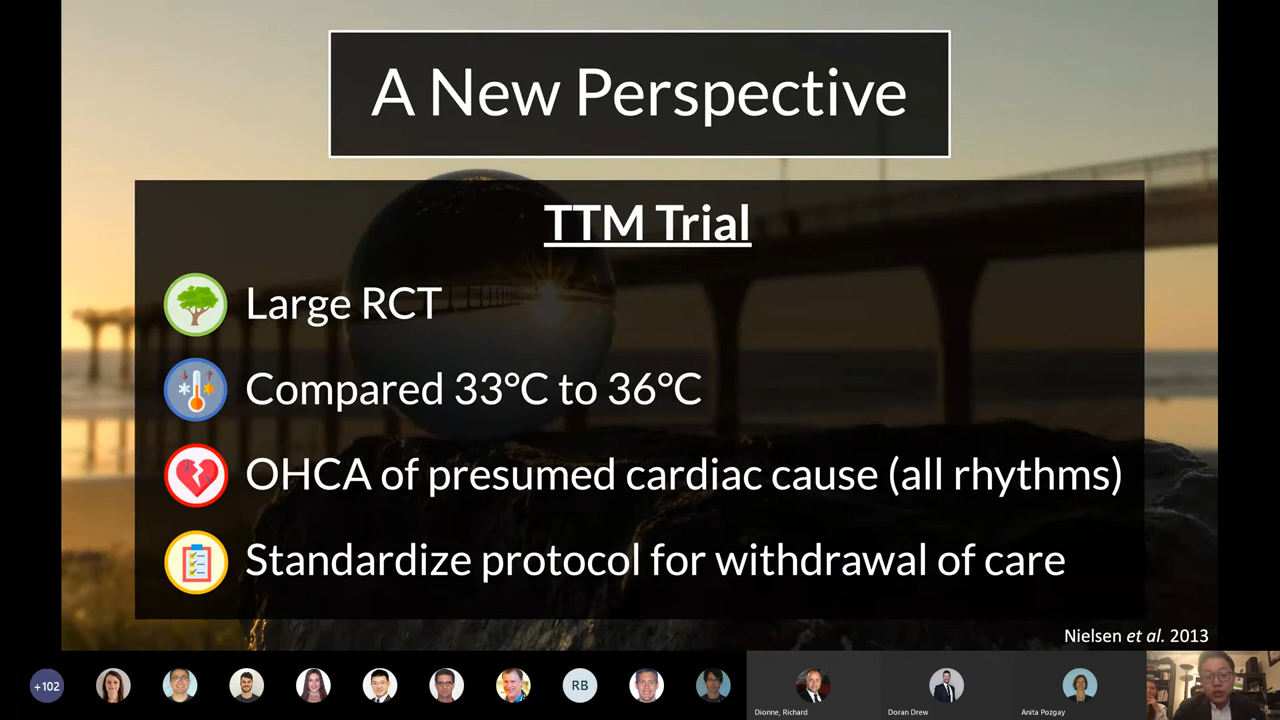 A New Perspective
TTM Trial
Large RCT
Compared 33°C to 36°C
OHCA of presumed cardiac cause (all rhythms)
Standardize protocol for withdrawal of care
Nielsen et al. 2013
+102
RB
Dionne, Richard
Doran Drew
Anita Pozgay